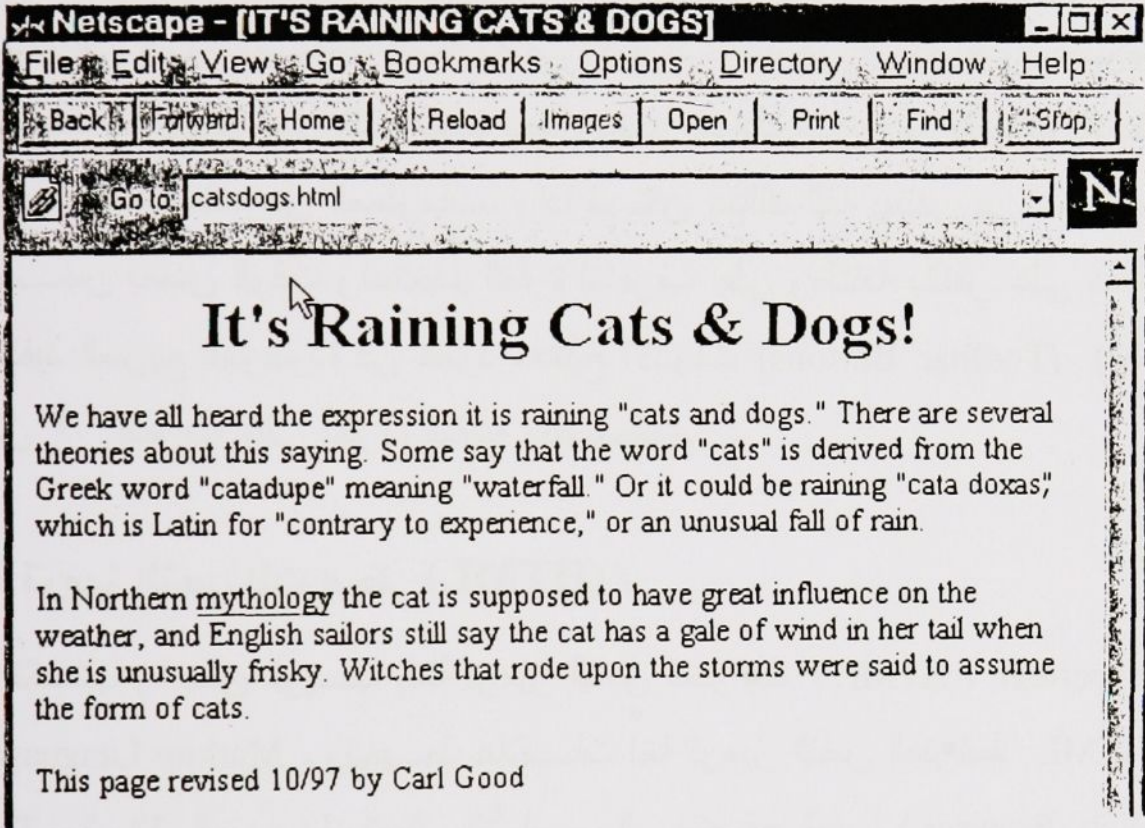 Netscape - [IT'S RAINING CATS & DOGS]
File Edit View Go Bookmarks Options Directory Window Help
Back Forward Home Reload Images Open Print Find Stop
Go to: catsdogs.html
N
It's Raining Cats & Dogs!
We have all heard the expression it is raining "cats and dogs." There are several
theories about this saying. Some say that the word "cats" is derived from the
Greek word "catadupe" meaning "waterfall." Or it could be raining "cata doxas,"
which is Latin for "contrary to experience," or an unusual fall of rain.
In Northern mythology the cat is supposed to have great influence on the
weather, and English sailors still say the cat has a gale of wind in her tail when
she is unusually frisky. Witches that rode upon the storms were said to assume
the form of cats.
This page revised 10/97 by Carl Good